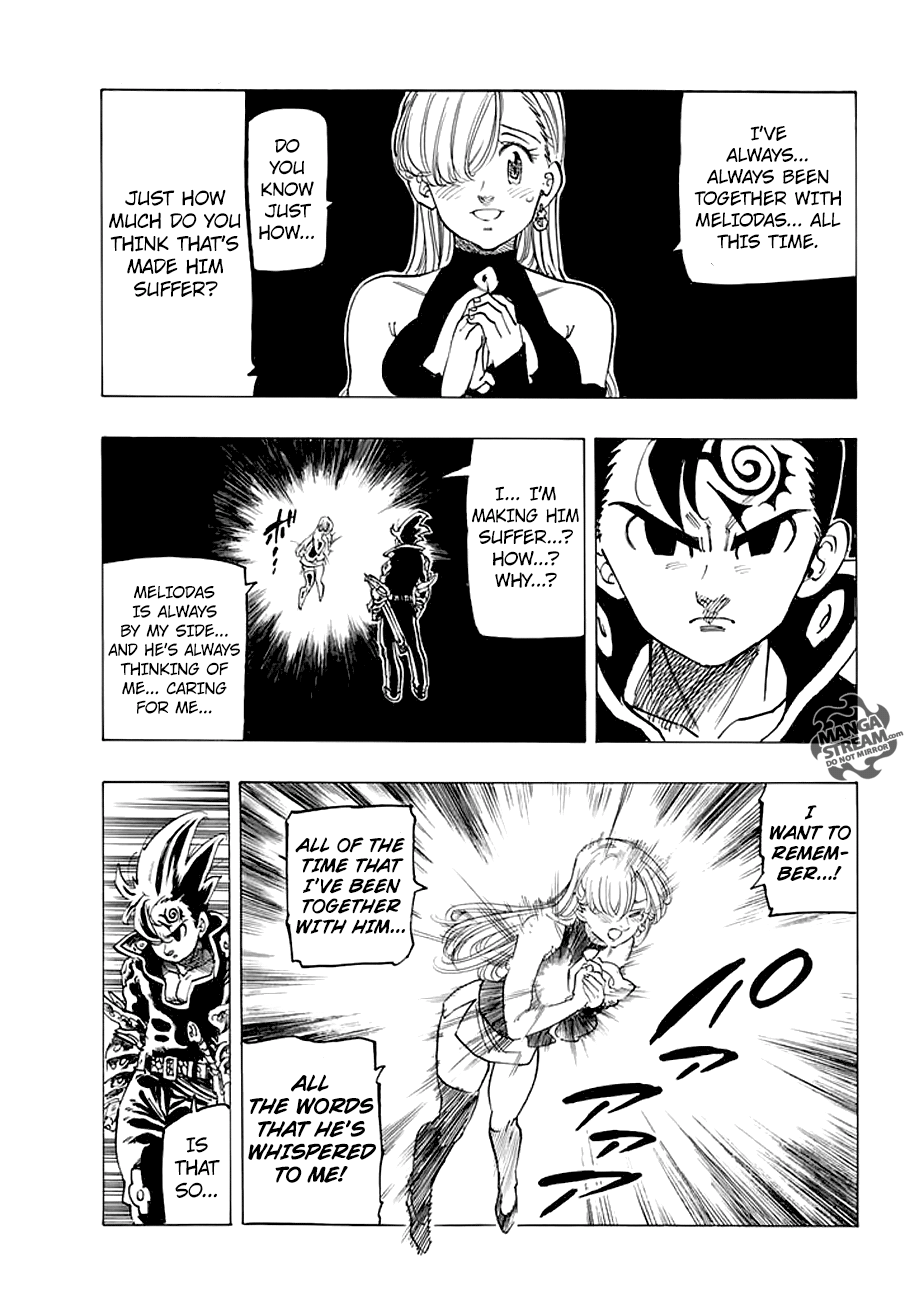 I'VE
ALWAYS...
ALWAYS BEEN
TOGETHER WITH
MELIODAS... ALL
THIS TIME.
DO
YOU
KNOW
JUST
HOW...
JUST HOW
MUCH DO YOU
THINK THAT'S
MADE HIM
SUFFER?
I... I'M
MAKING HIM
SUFFER...?
HOW...?
WHY...?
MELIODAS
IS ALWAYS
BY MY SIDE...
AND HE'S ALWAYS
THINKING OF
ME... CARING
FOR ME...
MANGA
STREAM.com
DO NOT MIRROR
I
WANT TO
REMEM-
BER...!
ALL OF THE
TIME THAT
I'VE BEEN
TOGETHER
WITH HIM...
パァァァ
ALL
THE WORDS
THAT HE'S
WHISPERED
TO ME!
IS
THAT
SO...